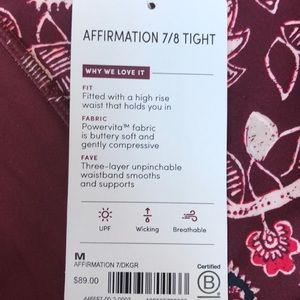 AFFIRMATION 7/8 TIGHT
WHY WE LOVE IT
FIT
Fitted with a high rise
waist that holds you in
FABRIC
Powervita™ fabric
is buttery soft and
gently compressive
FAVE
Three-layer unpinchable
waistband smooths
and supports
UPF Wicking Breathable
M
AFFIRMATION 7/DKGR
$89.00
Certified
B